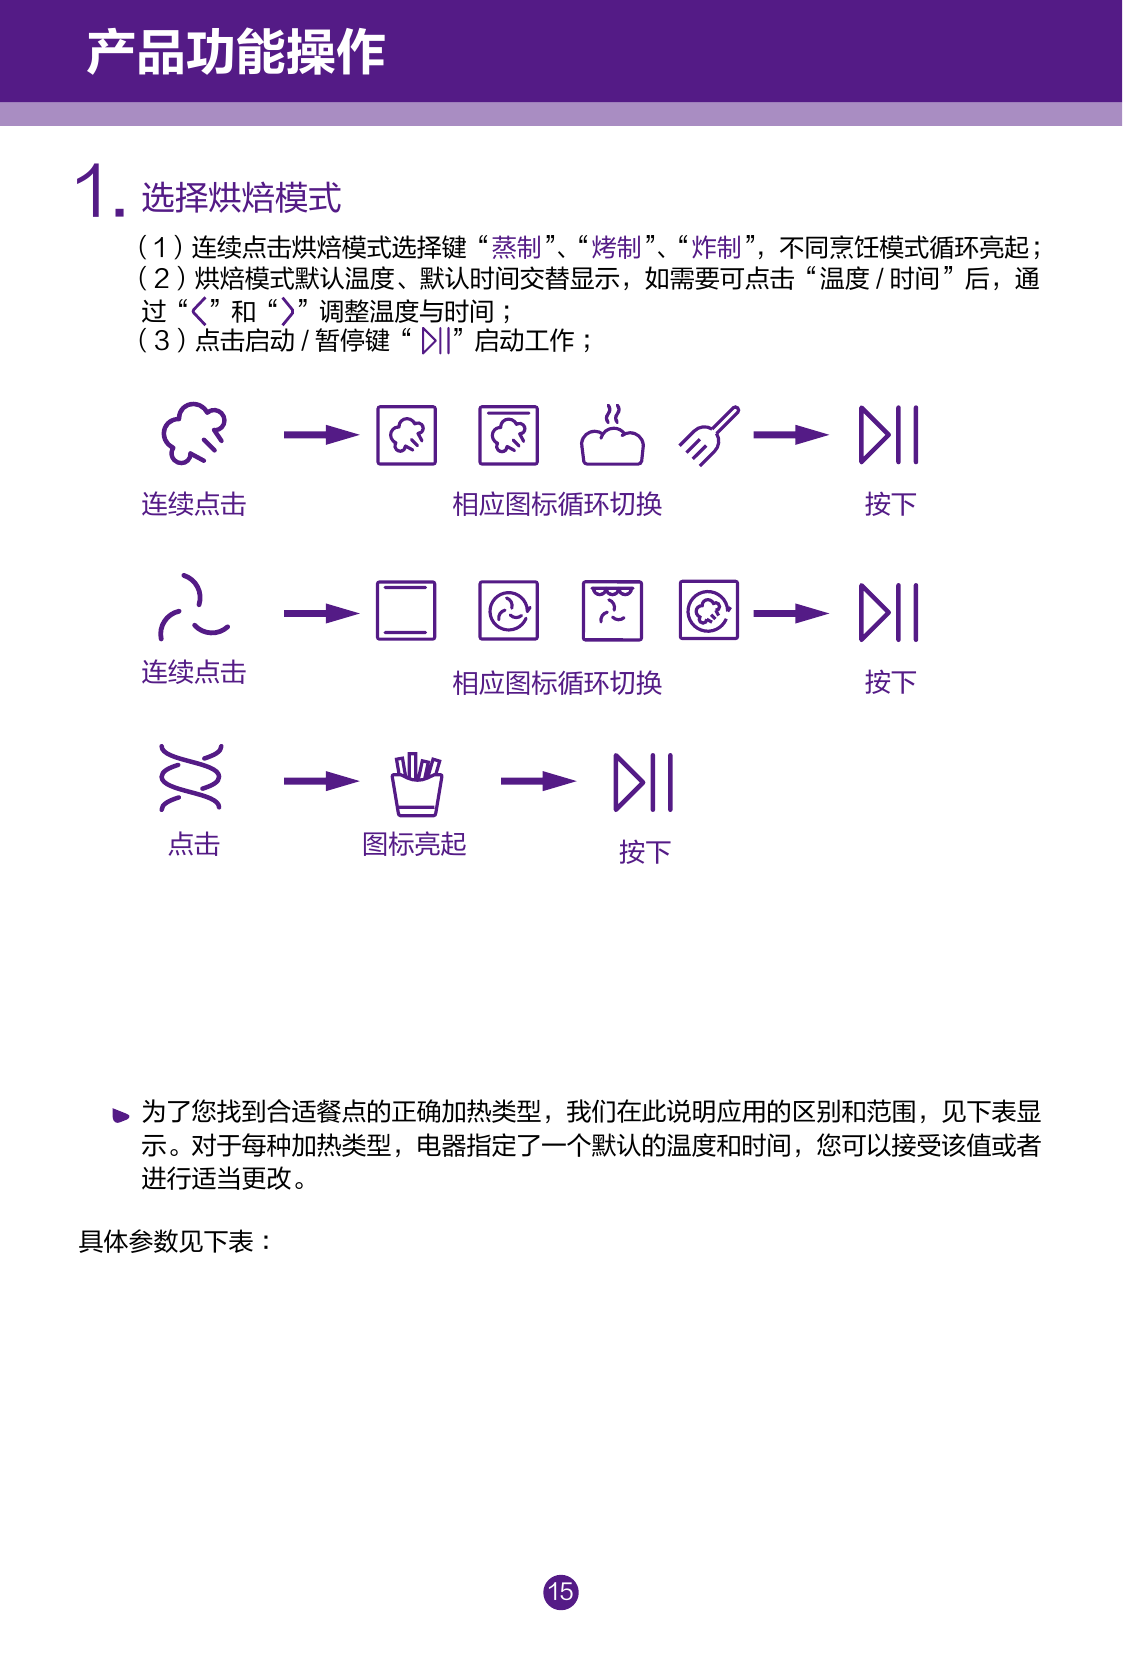 产品功能操作
1. 选择烘焙模式
（1）连续点击烘焙模式选择键“蒸制”、“烤制”、“炸制”，不同烹饪模式循环亮起；
（2）烘焙模式默认温度、默认时间交替显示，如需要可点击“温度/时间”后，通
过“〈”和“〉”调整温度与时间；
（3）点击启动/暂停键“▷||”启动工作；
连续点击 相应图标循环切换 按下
连续点击 相应图标循环切换 按下
点击 图标亮起 按下
为了您找到合适餐点的正确加热类型，我们在此说明应用的区别和范围，见下表显
示。对于每种加热类型，电器指定了一个默认的温度和时间，您可以接受该值或者
进行适当更改。
具体参数见下表：
15